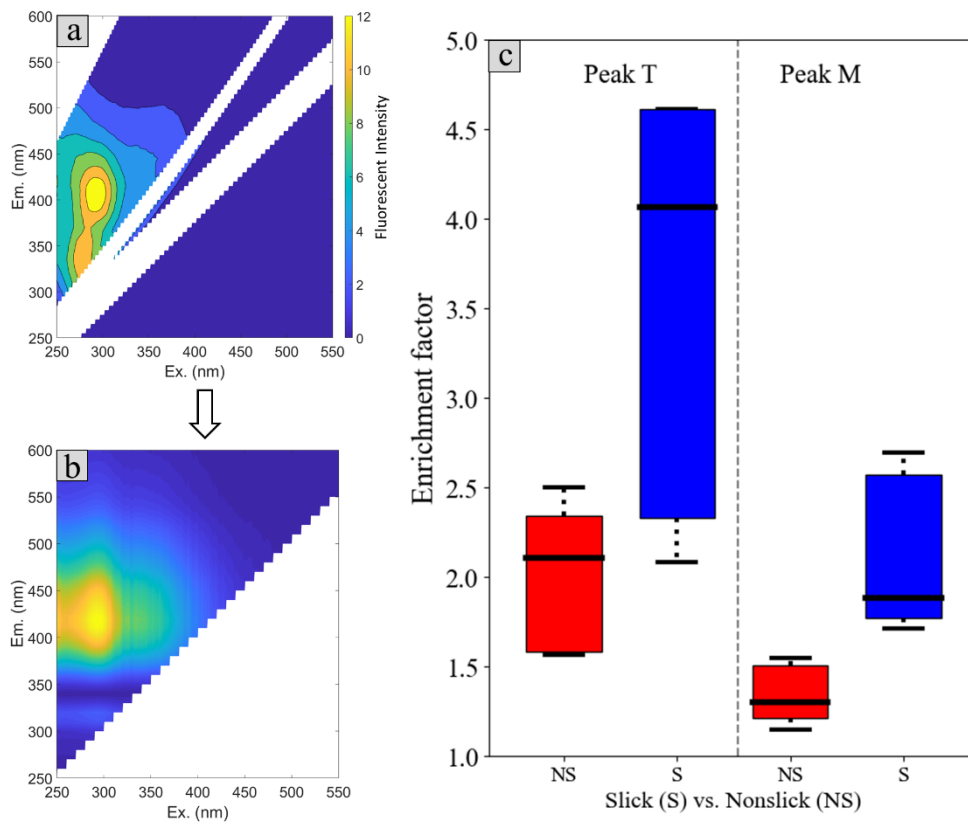 a
600
550
500
450
400
350
300
250
Em. (nm)
250 300 350 400 450 500 550
Ex. (nm)
12
10
8
6
4
2
0
Fluorescent Intensity
b
600
550
500
450
400
350
300
250
Em. (nm)
250 300 350 400 450 500 550
Ex. (nm)
c
Peak T Peak M
5.0
4.5
4.0
3.5
3.0
2.5
2.0
1.5
1.0
Enrichment factor
NS S NS S
Slick (S) vs. Nonslick (NS)